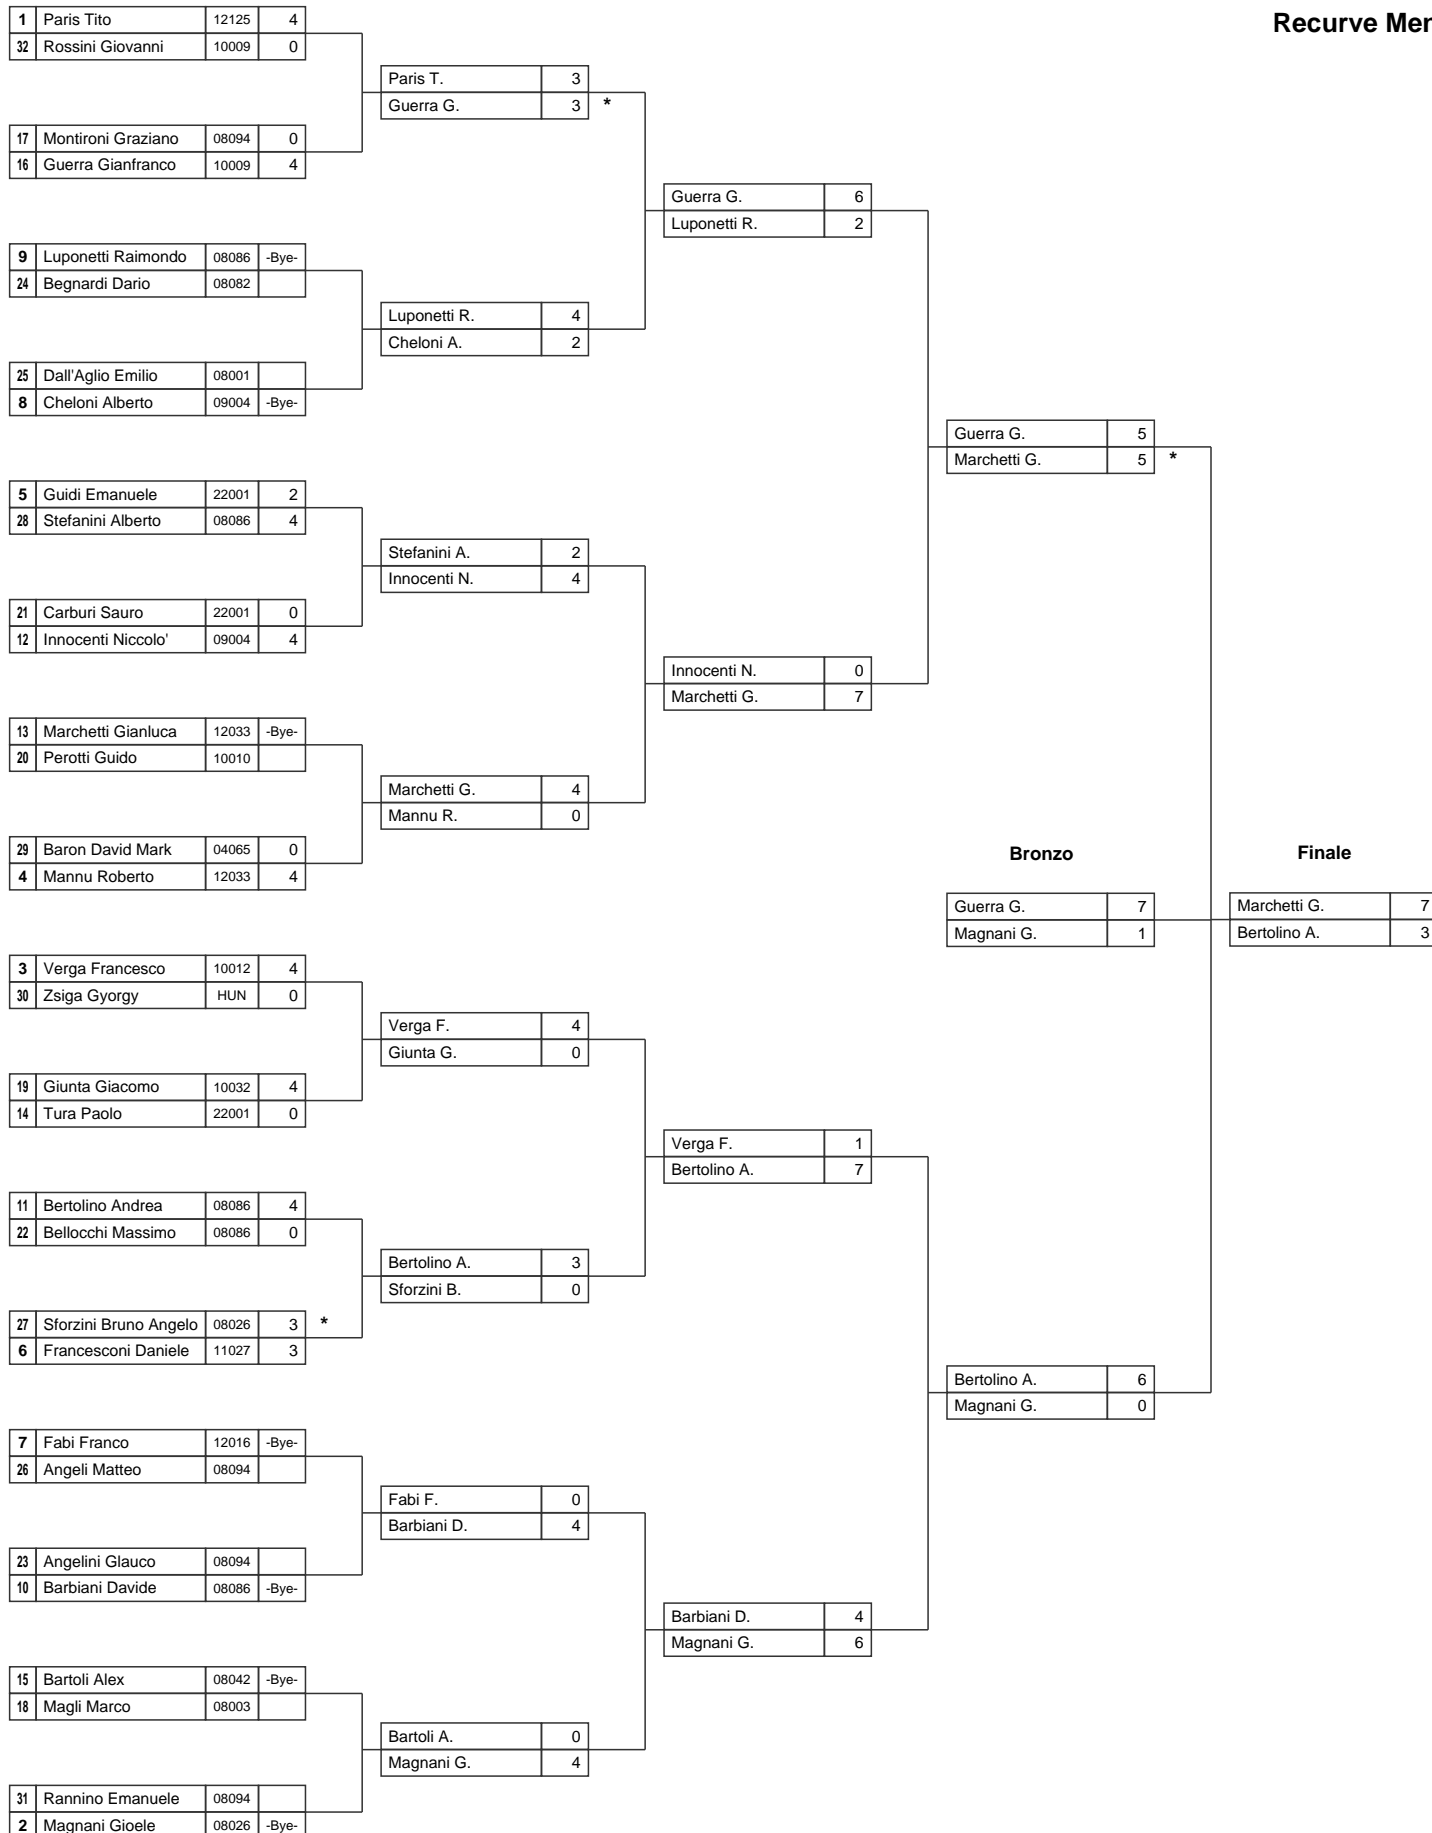 Recurve Men
1 Paris Tito 12125 4
32 Rossini Giovanni 10009 0
Paris T. 3
Guerra G. 3 *
17 Montironi Graziano 08094 0
16 Guerra Gianfranco 10009 4
Guerra G. 6
Luponetti R. 2
9 Luponetti Raimondo 08086 -Bye-
24 Begnardi Dario 08082
Luponetti R. 4
Cheloni A. 2
25 Dall'Aglio Emilio 08001
8 Cheloni Alberto 09004 -Bye-
Guerra G. 5
Marchetti G. 5 *
5 Guidi Emanuele 22001 2
28 Stefanini Alberto 08086 4
Stefanini A. 2
Innocenti N. 4
21 Carburi Sauro 22001 0
12 Innocenti Niccolo' 09004 4
Innocenti N. 0
Marchetti G. 7
13 Marchetti Gianluca 12033 -Bye-
20 Perotti Guido 10010
Marchetti G. 4
Mannu R. 0
29 Baron David Mark 04065 0
4 Mannu Roberto 12033 4
Bronzo
Finale
Guerra G. 7
Magnani G. 1
Marchetti G. 7
Bertolino A. 3
3 Verga Francesco 10012 4
30 Zsiga Gyorgy HUN 0
Verga F. 4
Giunta G. 0
19 Giunta Giacomo 10032 4
14 Tura Paolo 22001 0
Verga F. 1
Bertolino A. 7
11 Bertolino Andrea 08086 4
22 Bellocchi Massimo 08086 0
Bertolino A. 3
Sforzini B. 0
27 Sforzini Bruno Angelo 08026 3 *
6 Francesconi Daniele 11027 3
Bertolino A. 6
Magnani G. 0
7 Fabi Franco 12016 -Bye-
26 Angeli Matteo 08094
Fabi F. 0
Barbiani D. 4
23 Angelini Glauco 08094
10 Barbiani Davide 08086 -Bye-
Barbiani D. 4
Magnani G. 6
15 Bartoli Alex 08042 -Bye-
18 Magli Marco 08003
Bartoli A. 0
Magnani G. 4
31 Rannino Emanuele 08094
2 Magnani Gioele 08026 -Bye-